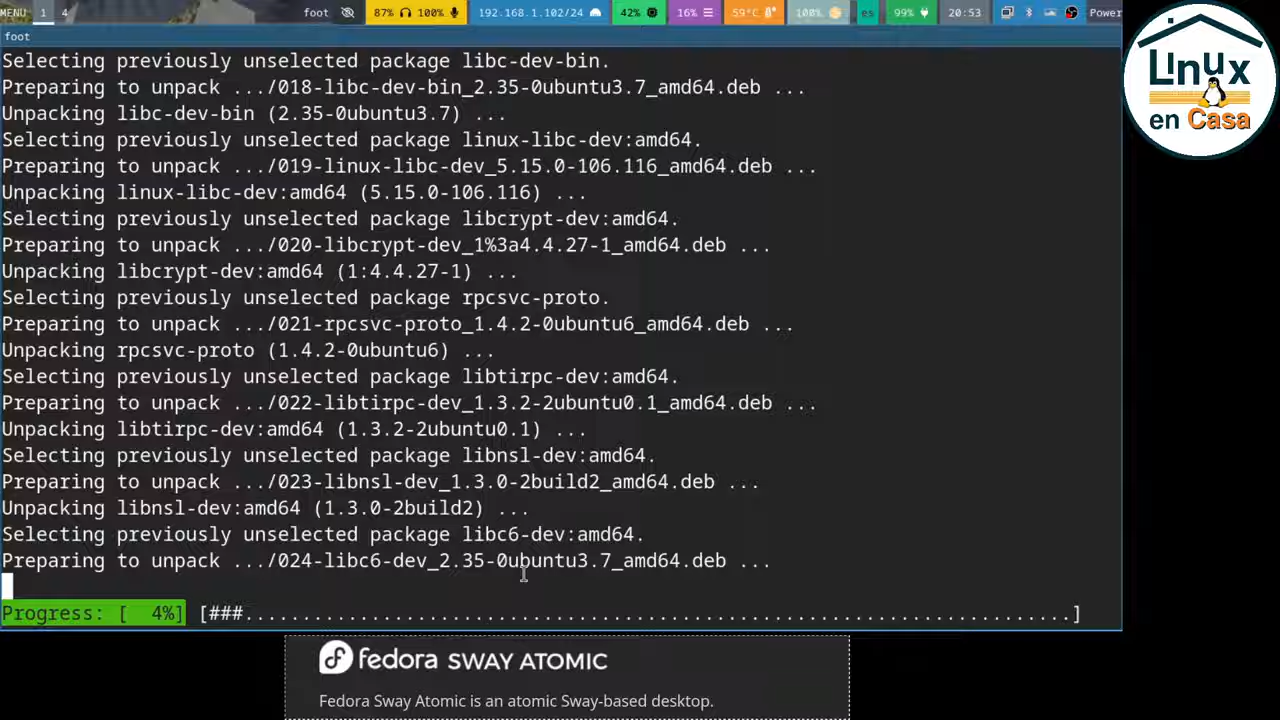 MENU 1 4 foot 87% 100% 192.168.1.102/24 42% 16% 59°C 100% es 99% 20:53 Power
foot
Selecting previously unselected package libc-dev-bin.
Preparing to unpack .../018-libc-dev-bin_2.35-0ubuntu3.7_amd64.deb ...
Unpacking libc-dev-bin (2.35-0ubuntu3.7) ...
Selecting previously unselected package linux-libc-dev:amd64.
Preparing to unpack .../019-linux-libc-dev_5.15.0-106.116_amd64.deb ...
Unpacking linux-libc-dev:amd64 (5.15.0-106.116) ...
Selecting previously unselected package libcrypt-dev:amd64.
Preparing to unpack .../020-libcrypt-dev_1%3a4.4.27-1_amd64.deb ...
Unpacking libcrypt-dev:amd64 (1:4.4.27-1) ...
Selecting previously unselected package rpcsvc-proto.
Preparing to unpack .../021-rpcsvc-proto_1.4.2-0ubuntu6_amd64.deb ...
Unpacking rpcsvc-proto (1.4.2-0ubuntu6) ...
Selecting previously unselected package libtirpc-dev:amd64.
Preparing to unpack .../022-libtirpc-dev_1.3.2-2ubuntu0.1_amd64.deb ...
Unpacking libtirpc-dev:amd64 (1.3.2-2ubuntu0.1) ...
Selecting previously unselected package libnsl-dev:amd64.
Preparing to unpack .../023-libnsl-dev_1.3.0-2build2_amd64.deb ...
Unpacking libnsl-dev:amd64 (1.3.0-2build2) ...
Selecting previously unselected package libc6-dev:amd64.
Preparing to unpack .../024-libc6-dev_2.35-0ubuntu3.7_amd64.deb ...
Progress: [  4%] [###........................................................................]
Linux
en Casa
fedora SWAY ATOMIC
Fedora Sway Atomic is an atomic Sway-based desktop.